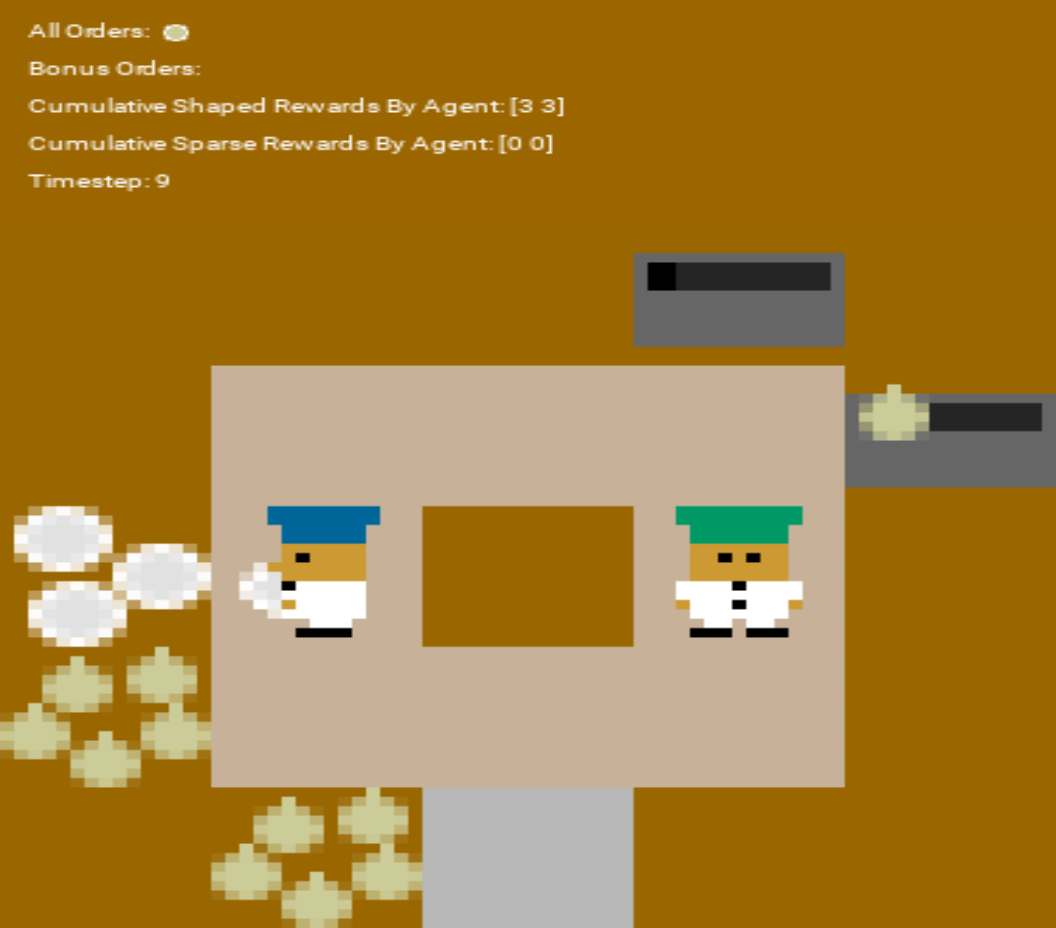 All Orders:
Bonus Orders:
Cumulative Shaped Rewards By Agent: [3 3]
Cumulative Sparse Rewards By Agent: [0 0]
Timestep: 9